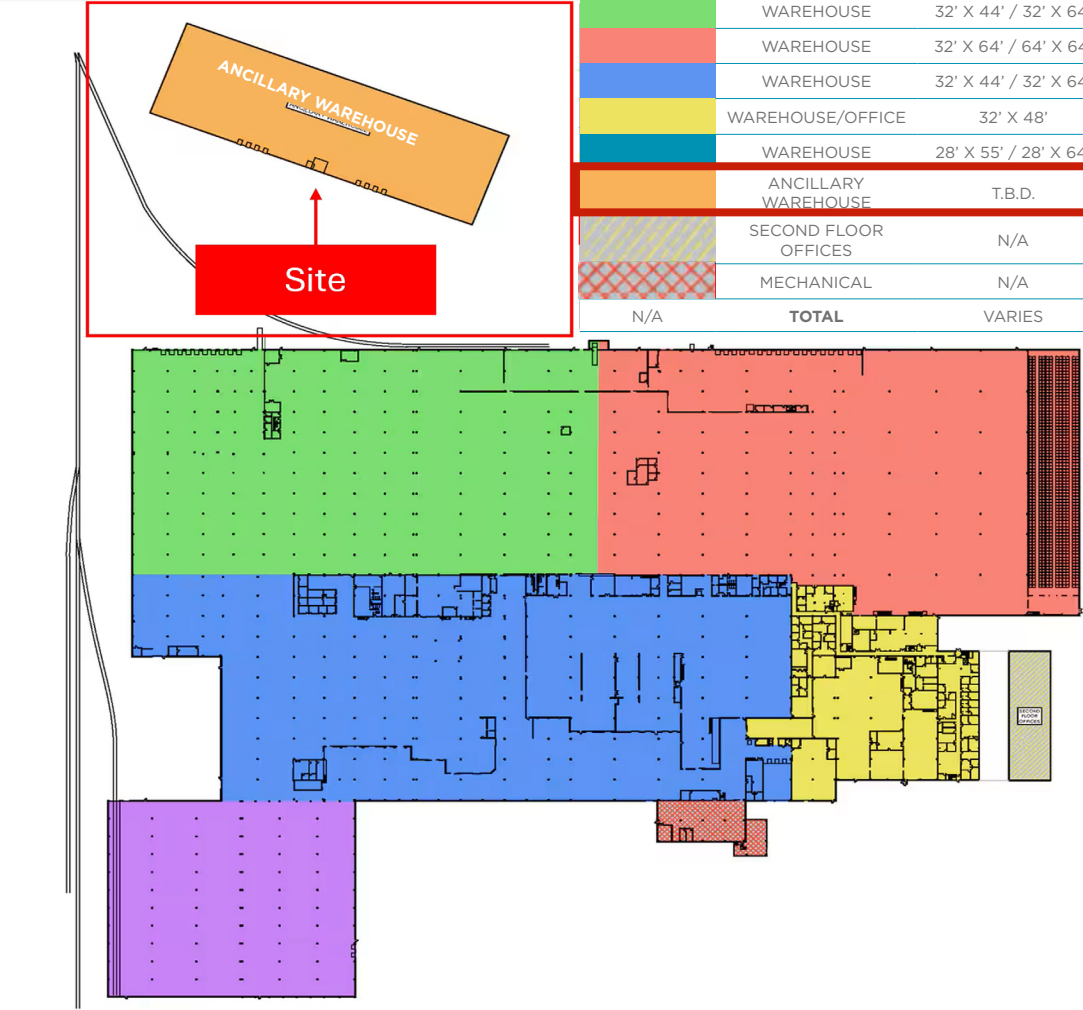 WAREHOUSE 32' X 44' / 32' X 64
WAREHOUSE 32' X 64' / 64' X 64
WAREHOUSE 32' X 44' / 32' X 64
WAREHOUSE/OFFICE 32' X 48'
WAREHOUSE 28' X 55' / 28' X 64
ANCILLARY
WAREHOUSE T.B.D.
SECOND FLOOR
OFFICES N/A
MECHANICAL N/A
N/A TOTAL VARIES
ANCILLARY WAREHOUSE
Site
SECOND
FLOOR
OFFICES